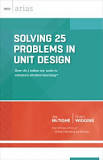 arias
SOLVING 25
PROBLEMS IN
UNIT DESIGN
How do I refine my units to
enhance student learning?
Jay
McTIGHE
Grant
WIGGINS